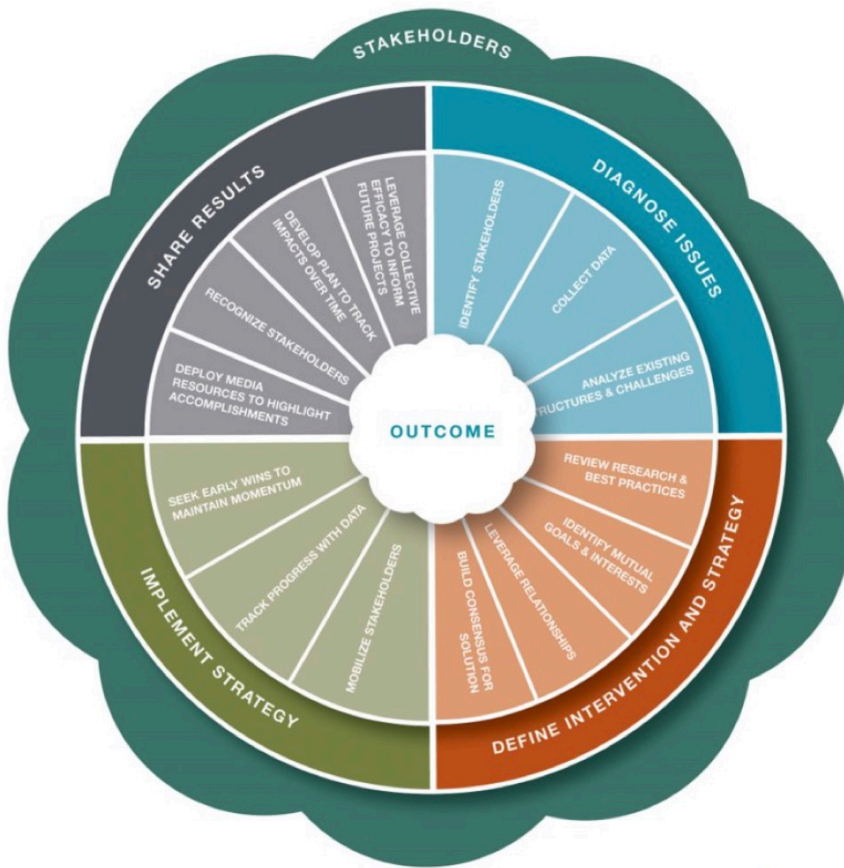 STAKEHOLDERS
DIAGNOSE ISSUES
IDENTIFY STAKEHOLDERS
COLLECT DATA
ANALYZE EXISTING
TRUCTURES & CHALLENGES
DEFINE INTERVENTION AND STRATEGY
REVIEW RESEARCH &
BEST PRACTICES
IDENTIFY MUTUAL
GOALS & INTERESTS
LEVERAGE RELATIONSHIPS
BUILD CONSENSUS FOR
SOLUTION
IMPLEMENT STRATEGY
MOBILIZE STAKEHOLDERS
TRACK PROGRESS WITH DATA
SEEK EARLY WINS TO
MAINTAIN MOMENTUM
SHARE RESULTS
DEPLOY MEDIA
RESOURCES TO HIGHLIGHT
ACCOMPLISHMENTS
RECOGNIZE STAKEHOLDERS
DEVELOP PLAN TO TRACK
IMPACTS OVER TIME
LEVERAGE COLLECTIVE
EFFICACY TO INFORM
FUTURE PROJECTS
OUTCOME